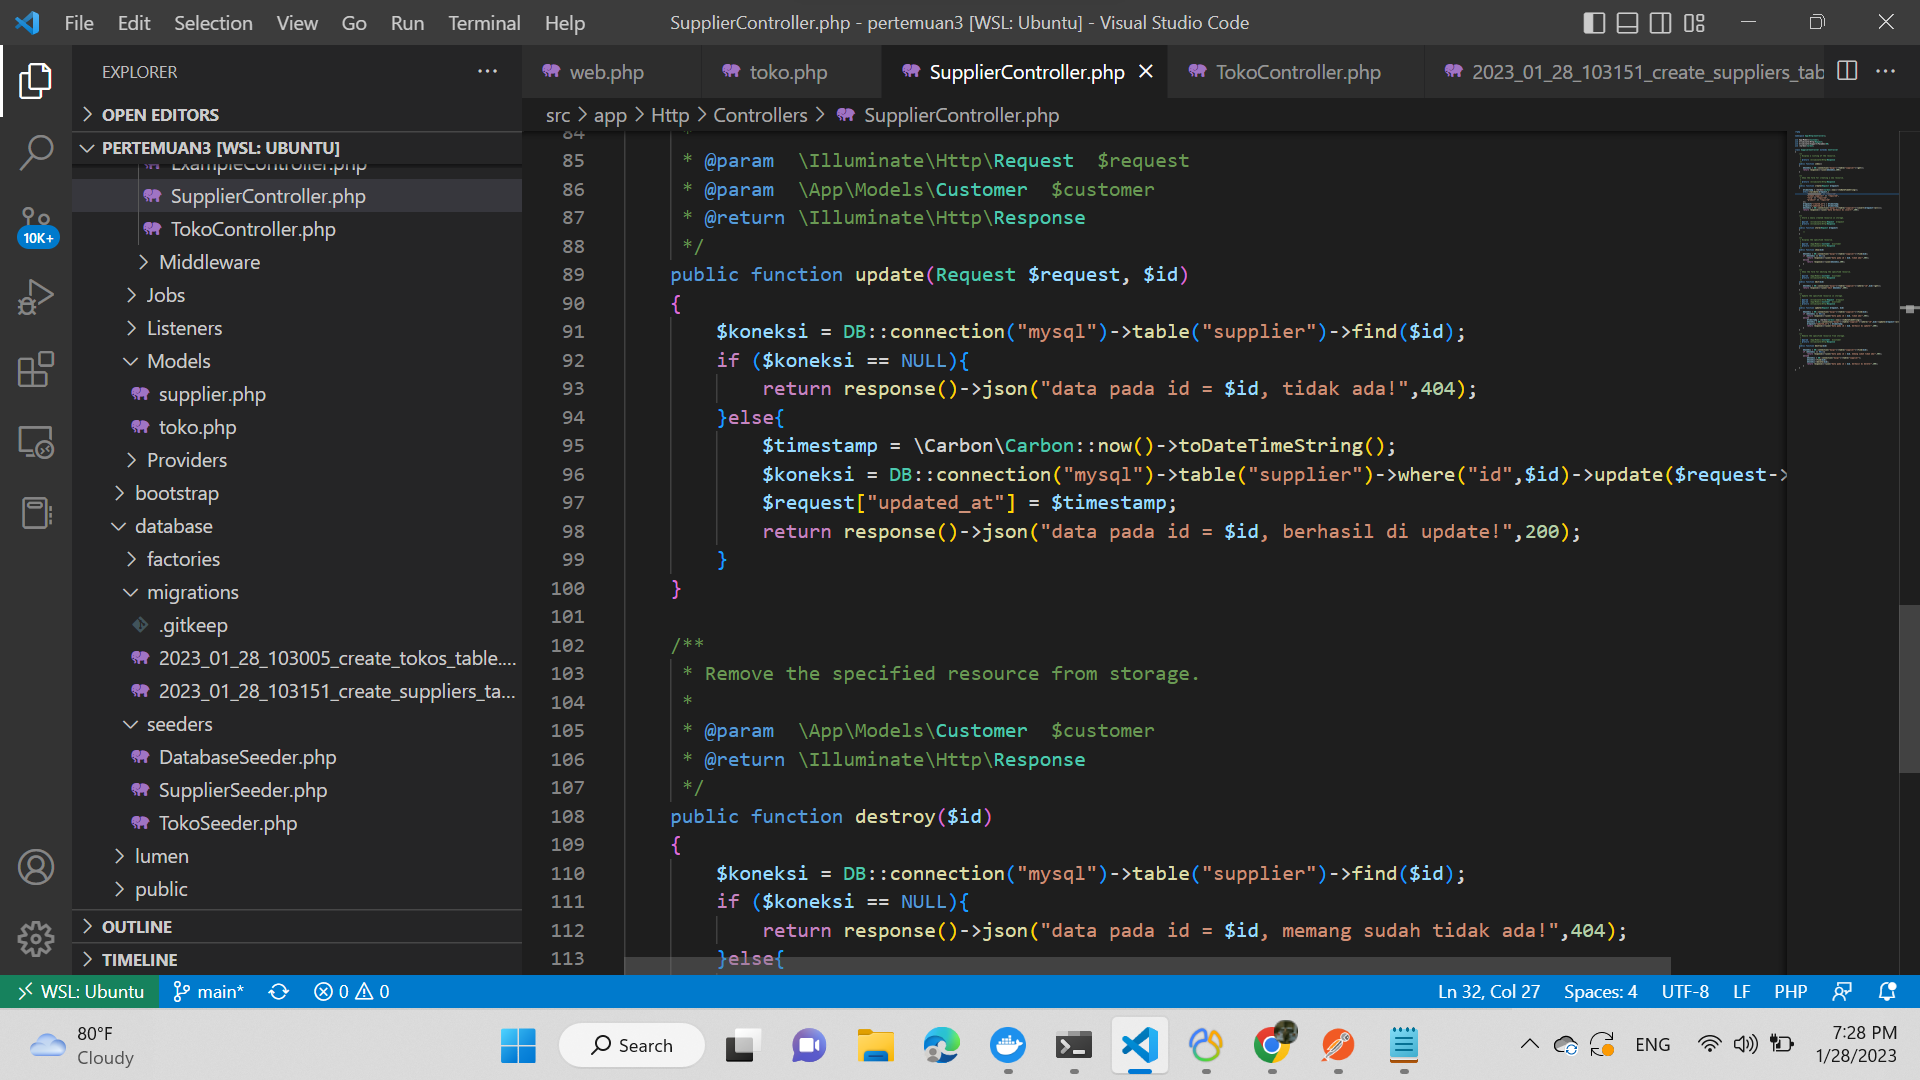 File Edit Selection View Go Run Terminal Help
SupplierController.php - pertemuan3 [WSL: Ubuntu] - Visual Studio Code
EXPLORER
OPEN EDITORS
PERTEMUAN3 [WSL: UBUNTU]
ExampleController.php
SupplierController.php
TokoController.php
Middleware
Jobs
Listeners
Models
supplier.php
toko.php
Providers
bootstrap
database
factories
migrations
.gitkeep
2023_01_28_103005_create_tokos_table....
2023_01_28_103151_create_suppliers_ta...
seeders
DatabaseSeeder.php
SupplierSeeder.php
TokoSeeder.php
lumen
public
OUTLINE
TIMELINE
10K+
web.php
toko.php
SupplierController.php
TokoController.php
2023_01_28_103151_create_suppliers_tab
src > app > Http > Controllers > SupplierController.php
84 *
85 * @param  \Illuminate\Http\Request  $request
86 * @param  \App\Models\Customer  $customer
87 * @return \Illuminate\Http\Response
88 */
89 public function update(Request $request, $id)
90 {
91 $koneksi = DB::connection("mysql")->table("supplier")->find($id);
92 if ($koneksi == NULL){
93 return response()->json("data pada id = $id, tidak ada!",404);
94 }else{
95 $timestamp = \Carbon\Carbon::now()->toDateTimeString();
96 $koneksi = DB::connection("mysql")->table("supplier")->where("id",$id)->update($request->
97 $request["updated_at"] = $timestamp;
98 return response()->json("data pada id = $id, berhasil di update!",200);
99 }
100 }
101
102 /**
103 * Remove the specified resource from storage.
104 *
105 * @param  \App\Models\Customer  $customer
106 * @return \Illuminate\Http\Response
107 */
108 public function destroy($id)
109 {
110 $koneksi = DB::connection("mysql")->table("supplier")->find($id);
111 if ($koneksi == NULL){
112 return response()->json("data pada id = $id, memang sudah tidak ada!",404);
113 }else{
WSL: Ubuntu main* 0 0
Ln 32, Col 27 Spaces: 4 UTF-8 LF PHP
80°F
Cloudy
Search
ENG
7:28 PM
1/28/2023